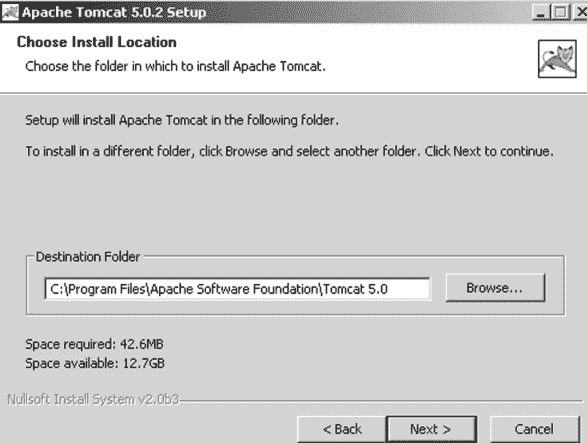 Apache Tomcat 5.0.2 Setup
Choose Install Location
Choose the folder in which to install Apache Tomcat.
Setup will install Apache Tomcat in the following folder.
To install in a different folder, click Browse and select another folder. Click Next to continue.
Destination Folder
C:\Program Files\Apache Software Foundation\Tomcat 5.0
Browse...
Space required: 42.6MB
Space available: 12.7GB
Nullsoft Install System v2.0b3
< Back
Next >
Cancel